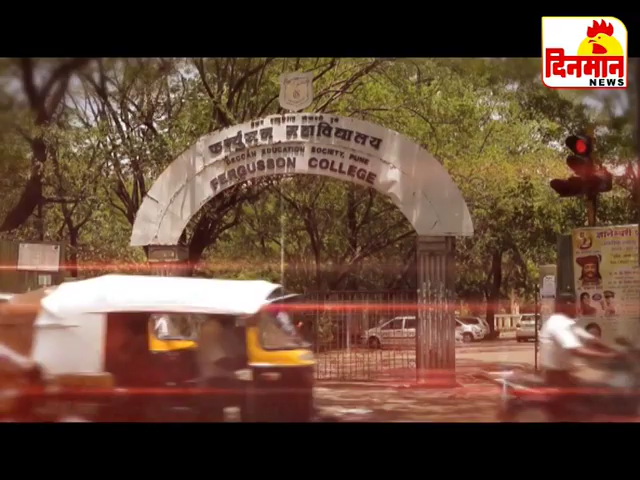 दिनमान
NEWS
फर्ग्युसन महाविद्यालय
DECCAN EDUCATION SOCIETY, PUNE
FERGUSSON COLLEGE